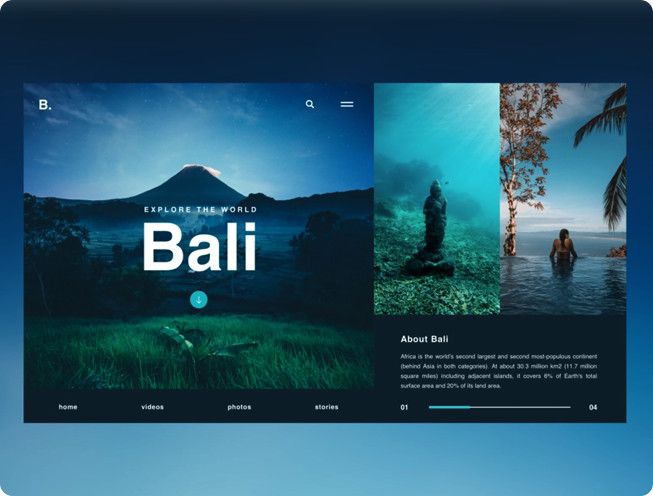 B.
EXPLORE THE WORLD
Bali
home videos photos stories
About Bali
Africa is the world's second largest and second most-populous continent
(behind Asia in both categories). At about 30.3 million km2 (11.7 million
square miles) including adjacent islands, it covers 6% of Earth's total
surface area and 20% of its land area.
01 04